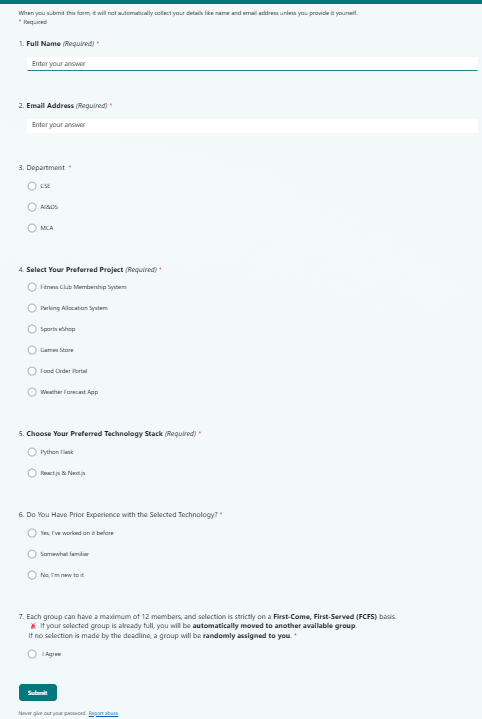 When you submit this form, it will not automatically collect your details like name and email address unless you provide it yourself.
* Required
1. Full Name (Required) *
Enter your answer
2. Email Address (Required) *
Enter your answer
3. Department *
CSE
AI&DS
MCA
4. Select Your Preferred Project (Required) *
Fitness Club Membership System
Parking Allocation System
Sports eShop
Games Store
Food Order Portal
Weather Forecast App
5. Choose Your Preferred Technology Stack (Required) *
Python Flask
React.js & Next.js
6. Do You Have Prior Experience with the Selected Technology? *
Yes, I've worked on it before
Somewhat familiar
No, I'm new to it
7. Each group can have a maximum of 12 members, and selection is strictly on a First-Come, First-Served (FCFS) basis.
If your selected group is already full, you will be automatically moved to another available group.
If no selection is made by the deadline, a group will be randomly assigned to you. *
I Agree
Submit
Never give out your password. Report abuse